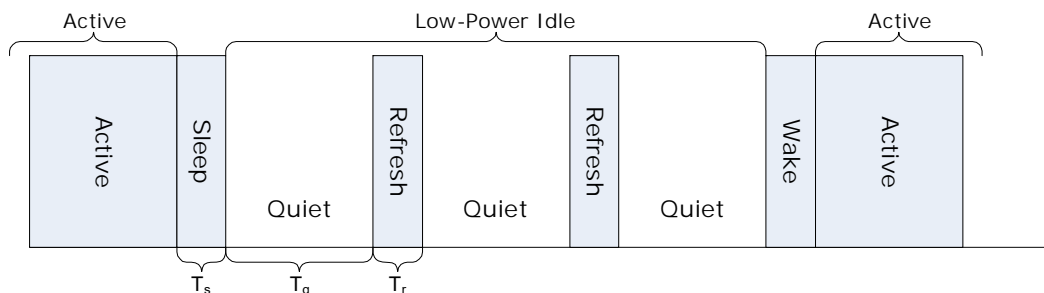 Active Low-Power Idle Active
Active Sleep Refresh Refresh Wake Active
Quiet Quiet Quiet
Ts Tq Tr